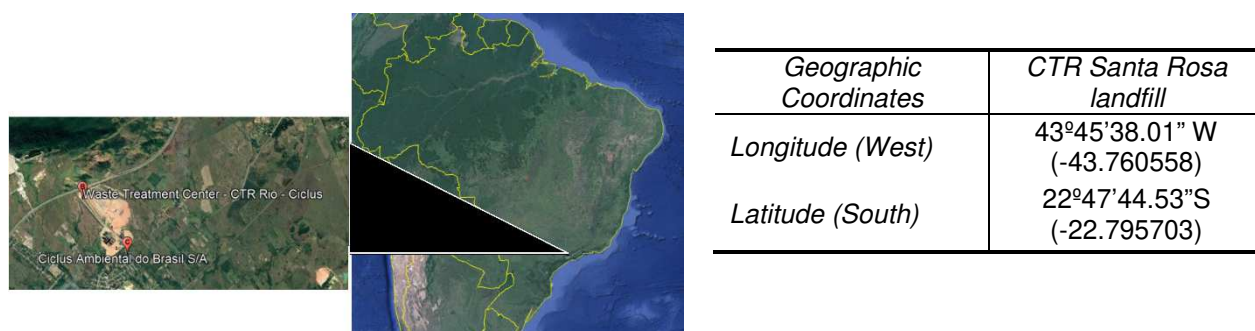 Waste Treatment Center - CTR Rio - Ciclus
Ciclus Ambiental do Brasil S/A
Geographic CTR Santa Rosa
Coordinates landfill
Longitude (West) 43º45'38.01” W
(-43.760558)
Latitude (South) 22º47'44.53”S
(-22.795703)